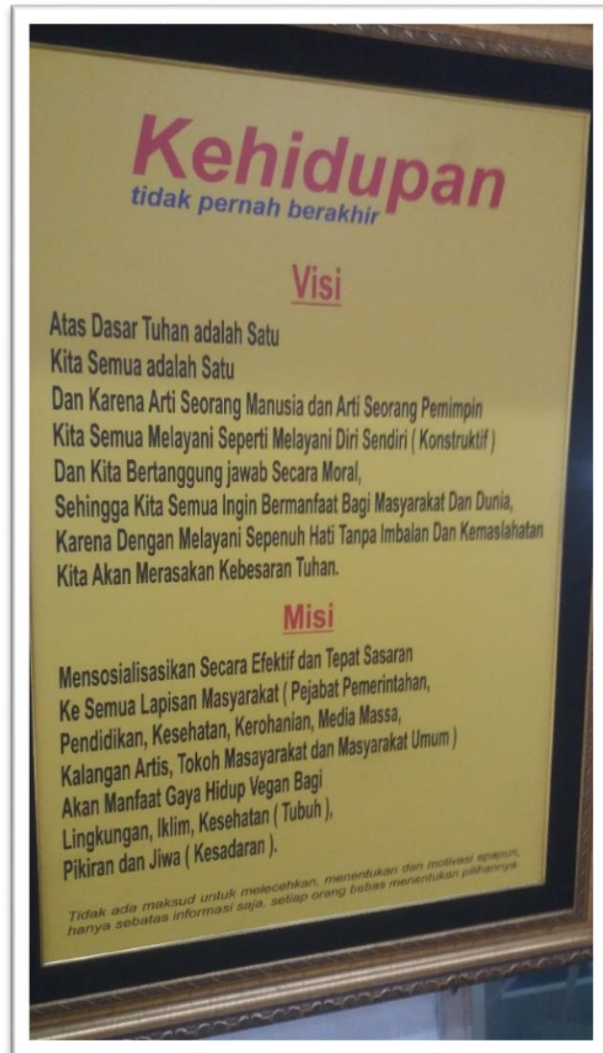 Kehidupan
tidak pernah berakhir
Visi
Atas Dasar Tuhan adalah Satu
Kita Semua adalah Satu
Dan Karena Arti Seorang Manusia dan Arti Seorang Pemimpin
Kita Semua Melayani Seperti Melayani Diri Sendiri ( Konstruktif )
Dan Kita Bertanggung jawab Secara Moral,
Sehingga Kita Semua Ingin Bermanfaat Bagi Masyarakat Dan Dunia,
Karena Dengan Melayani Sepenuh Hati Tanpa Imbalan Dan Kemaslahatan
Kita Akan Merasakan Kebesaran Tuhan.
Misi
Mensosialisasikan Secara Efektif dan Tepat Sasaran
Ke Semua Lapisan Masyarakat ( Pejabat Pemerintahan,
Pendidikan, Kesehatan, Kerohanian, Media Massa,
Kalangan Artis, Tokoh Masayarakat dan Masyarakat Umum )
Akan Manfaat Gaya Hidup Vegan Bagi
Lingkungan, Iklim, Kesehatan ( Tubuh ),
Pikiran dan Jiwa ( Kesadaran ).
Tidak ada maksud untuk melecehkan, menentukan dan motivasi apapun,
hanya sebatas informasi saja, setiap orang bebas menentukan pilihannya